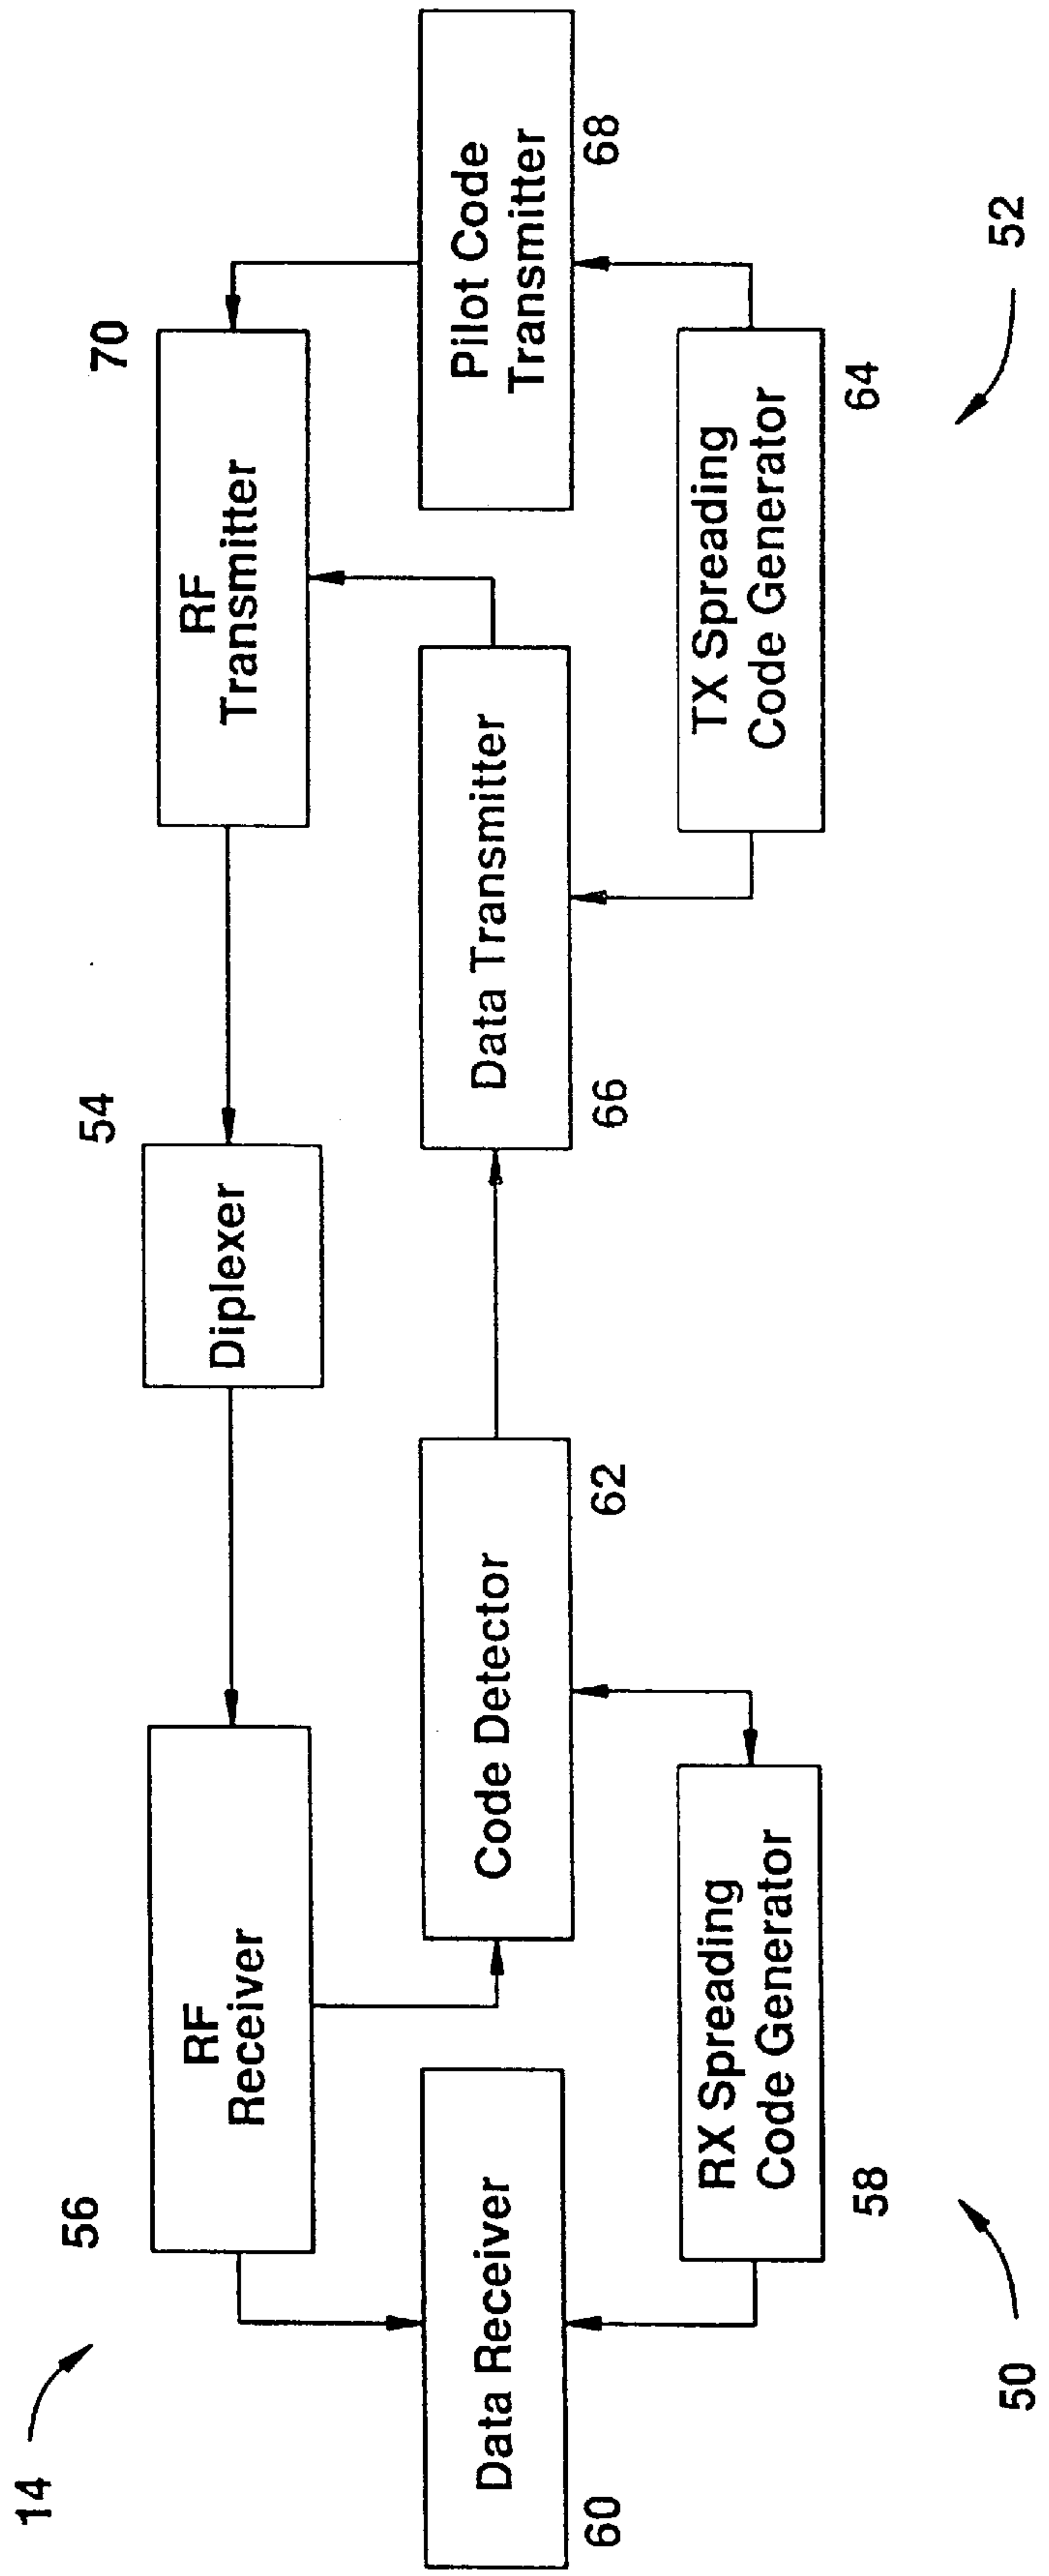 14
56
RF
Receiver
Diplexer
54
RF
Transmitter
70
Data Receiver
60
Code Detector
62
Data Transmitter
66
Pilot Code
Transmitter
68
RX Spreading
Code Generator
58
TX Spreading
Code Generator
64
50
52